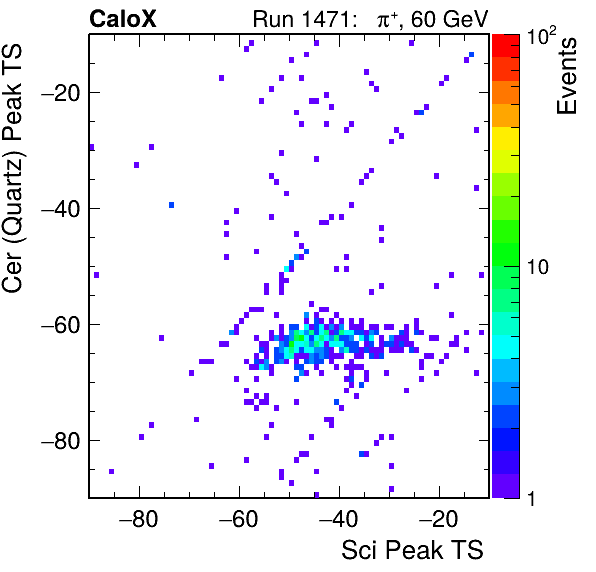 CaloX Run 1471: π⁺, 60 GeV
Cer (Quartz) Peak TS
−20
−40
−60
−80
−80 −60 −40 −20
Sci Peak TS
10²
10
1
Events